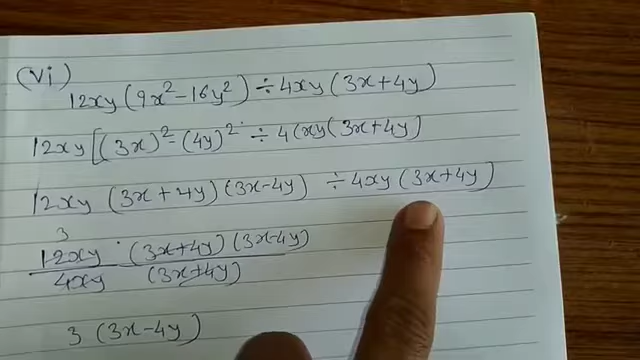 (vi)
12xy (9x² - 16y²) ÷ 4xy (3x + 4y)
12xy [(3x)² - (4y)² ÷ 4(xy (3x + 4y)
12xy (3x + 4y) (3x - 4y) ÷ 4xy (3x + 4y)
3
12xy · (3x + 4y) (3x - 4y)
4xy (3x + 4y)
3 (3x - 4y)